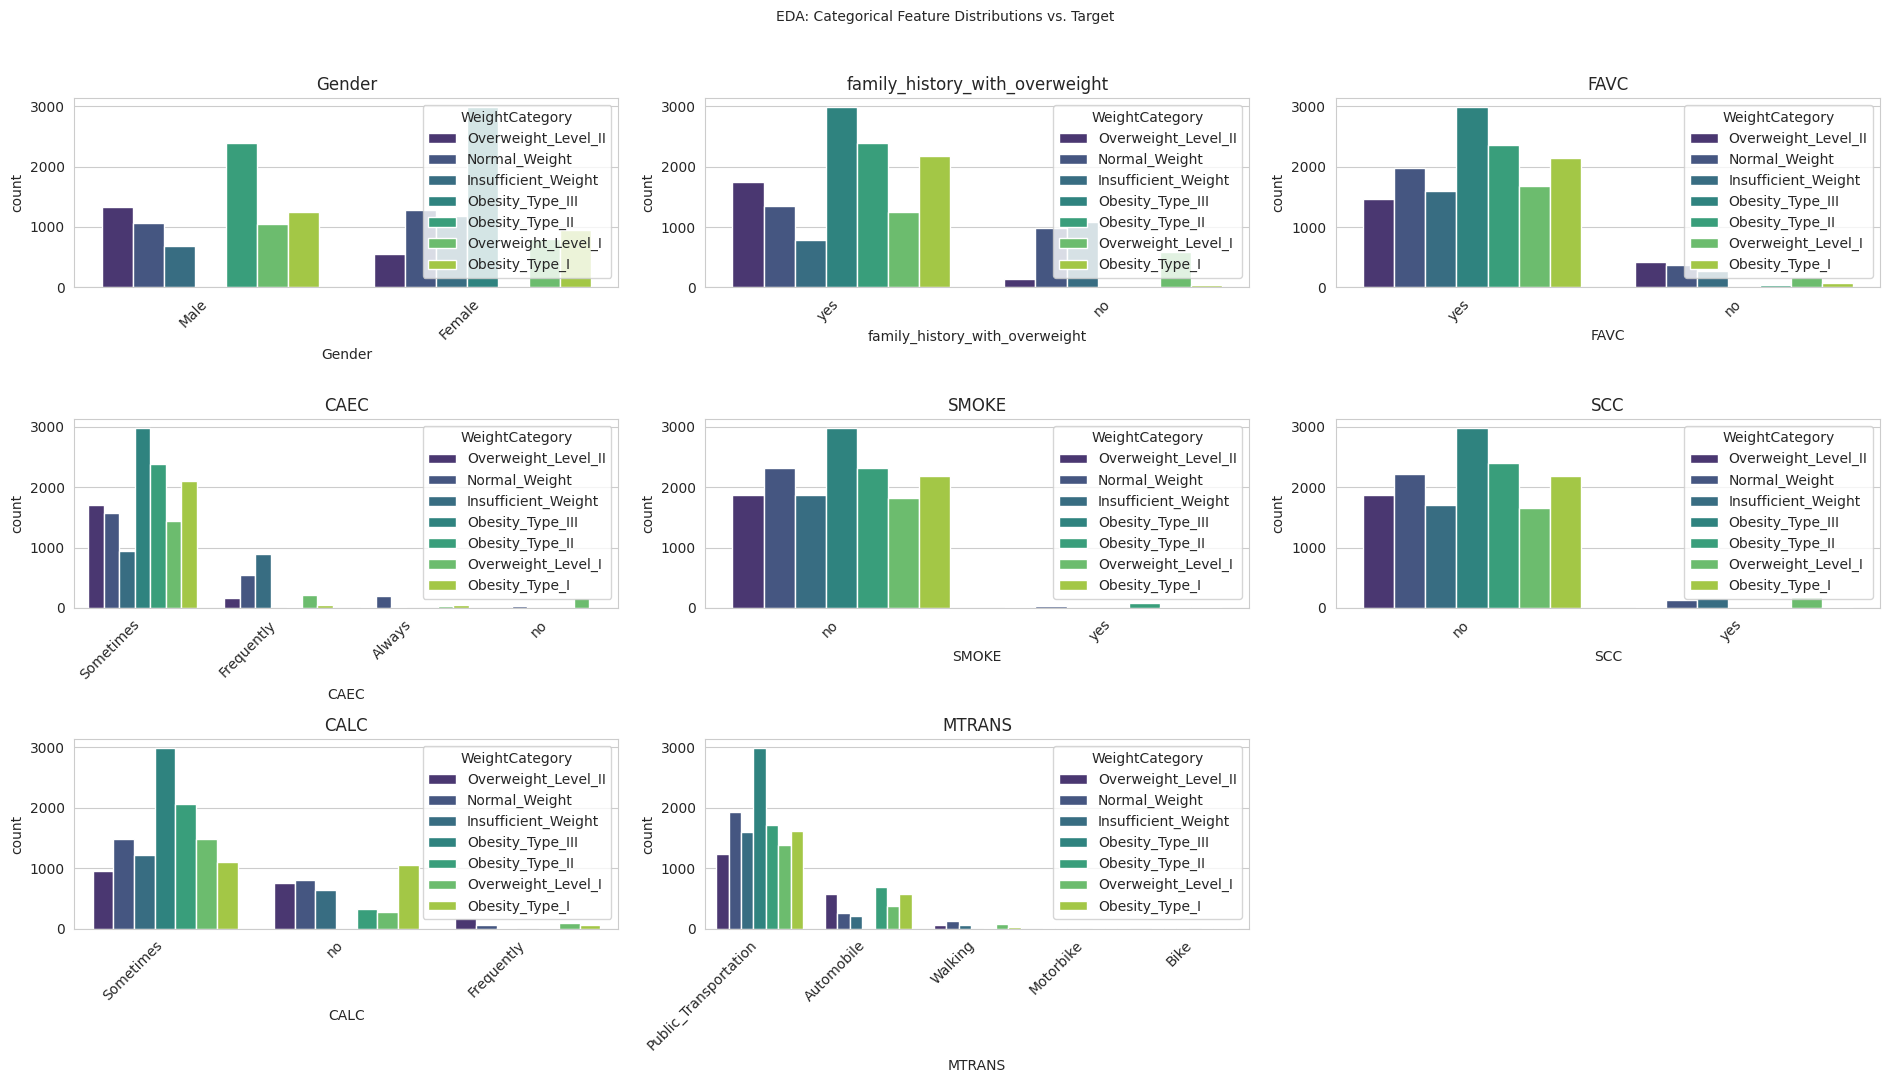 EDA: Categorical Feature Distributions vs. Target
Gender
count
3000
2000
1000
0
WeightCategory
Overweight_Level_II
Normal_Weight
Insufficient_Weight
Obesity_Type_III
Obesity_Type_II
Overweight_Level_I
Obesity_Type_I
Male
Female
Gender
family_history_with_overweight
count
3000
2000
1000
0
WeightCategory
Overweight_Level_II
Normal_Weight
Insufficient_Weight
Obesity_Type_III
Obesity_Type_II
Overweight_Level_I
Obesity_Type_I
yes
no
family_history_with_overweight
FAVC
count
3000
2000
1000
0
WeightCategory
Overweight_Level_II
Normal_Weight
Insufficient_Weight
Obesity_Type_III
Obesity_Type_II
Overweight_Level_I
Obesity_Type_I
yes
no
FAVC
CAEC
count
3000
2000
1000
0
WeightCategory
Overweight_Level_II
Normal_Weight
Insufficient_Weight
Obesity_Type_III
Obesity_Type_II
Overweight_Level_I
Obesity_Type_I
Sometimes
Frequently
Always
no
CAEC
SMOKE
count
3000
2000
1000
0
WeightCategory
Overweight_Level_II
Normal_Weight
Insufficient_Weight
Obesity_Type_III
Obesity_Type_II
Overweight_Level_I
Obesity_Type_I
no
yes
SMOKE
SCC
count
3000
2000
1000
0
WeightCategory
Overweight_Level_II
Normal_Weight
Insufficient_Weight
Obesity_Type_III
Obesity_Type_II
Overweight_Level_I
Obesity_Type_I
no
yes
SCC
CALC
count
3000
2000
1000
0
WeightCategory
Overweight_Level_II
Normal_Weight
Insufficient_Weight
Obesity_Type_III
Obesity_Type_II
Overweight_Level_I
Obesity_Type_I
Sometimes
no
Frequently
CALC
MTRANS
count
3000
2000
1000
0
WeightCategory
Overweight_Level_II
Normal_Weight
Insufficient_Weight
Obesity_Type_III
Obesity_Type_II
Overweight_Level_I
Obesity_Type_I
Public_Transportation
Automobile
Walking
Motorbike
Bike
MTRANS